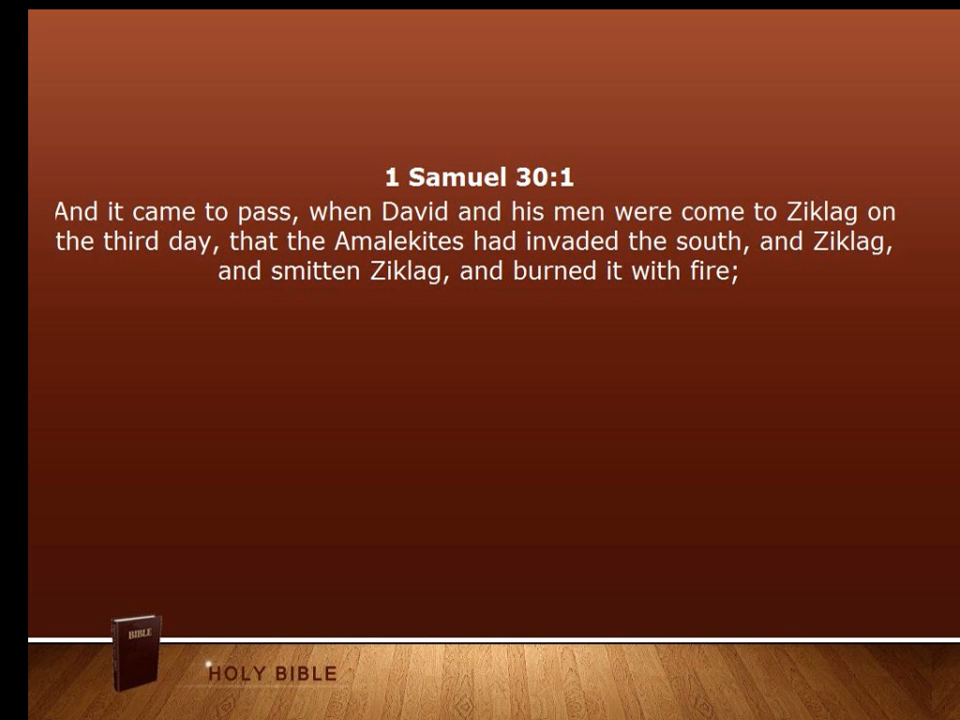 1 Samuel 30:1
And it came to pass, when David and his men were come to Ziklag on
the third day, that the Amalekites had invaded the south, and Ziklag,
and smitten Ziklag, and burned it with fire;
BIBLE
HOLY BIBLE